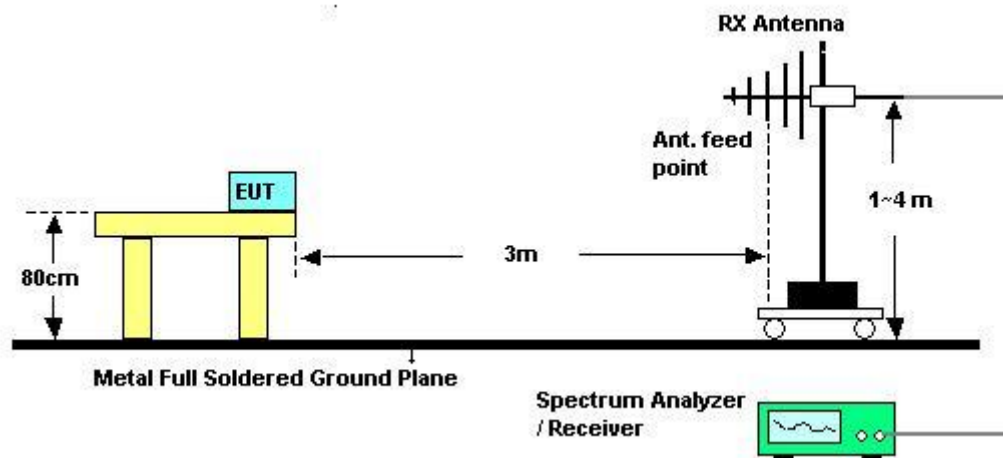 RX Antenna
Ant. feed
point
EUT
1~4 m
3m
80cm
Metal Full Soldered Ground Plane
Spectrum Analyzer
/ Receiver